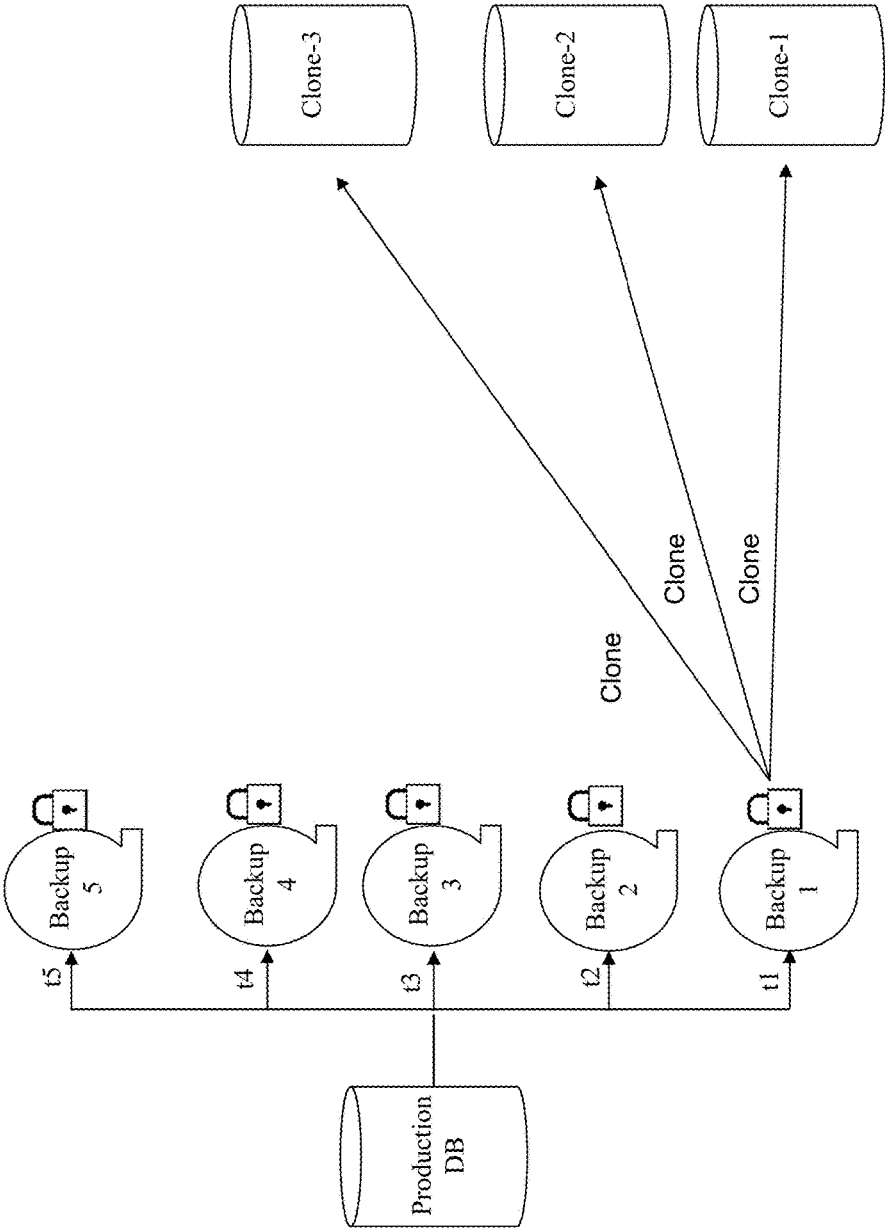 Production
DB
t1
t2
t3
t4
t5
Backup
1
Backup
2
Backup
3
Backup
4
Backup
5
Clone
Clone
Clone
Clone-1
Clone-2
Clone-3